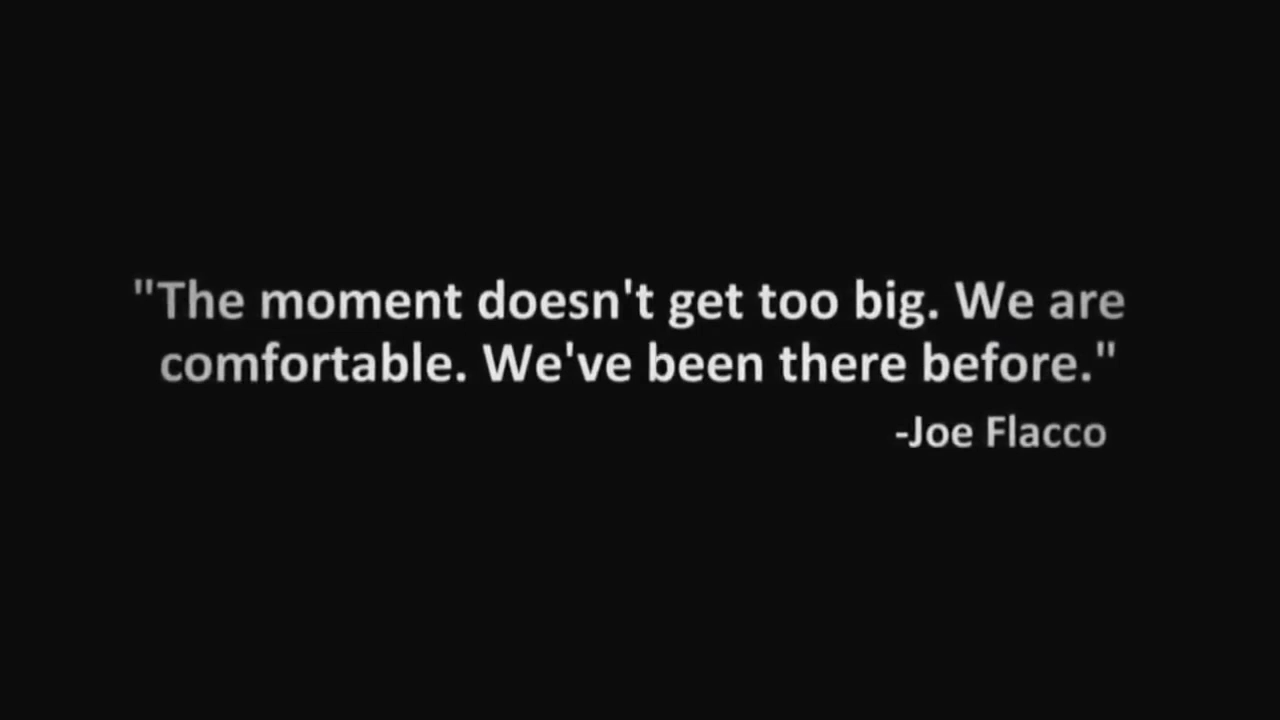 "The moment doesn't get too big. We are
comfortable. We've been there before."
-Joe Flacco